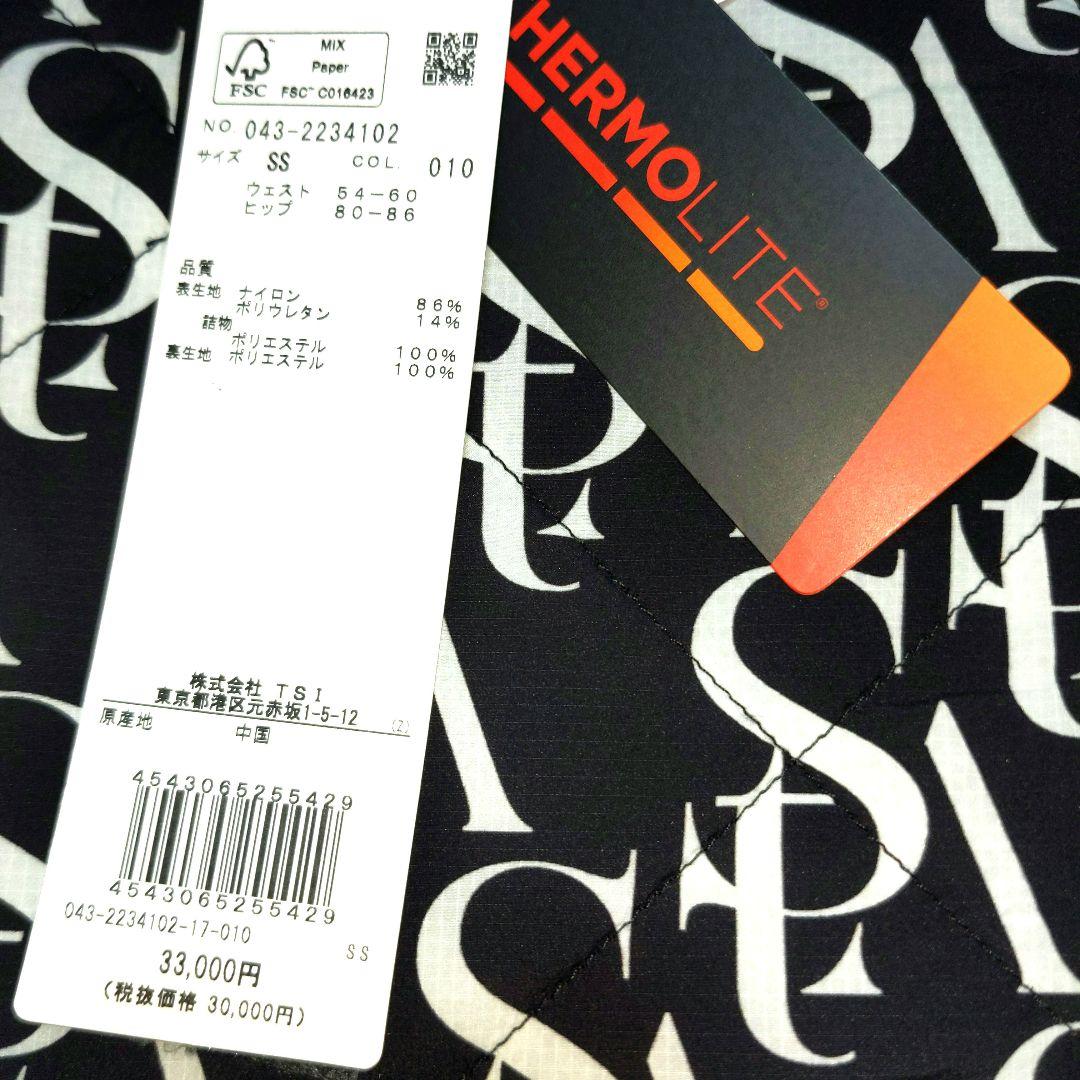 MIX
Paper
FSC
FSC™ C016423
NO. 043-2234102
サイズ SS COL. 010
ウェスト 54-60
ヒップ 80-86
品質
表生地 ナイロン 86%
ポリウレタン 14%
詰物
ポリエステル 100%
裏生地 ポリエステル 100%
株式会社 TSI
東京都港区元赤坂1-5-12 (Z)
原産地 中国
4543065255429
4543065255429
043-2234102-17-010
SS
33,000円
(税抜価格 30,000円)
HERMOLITE®